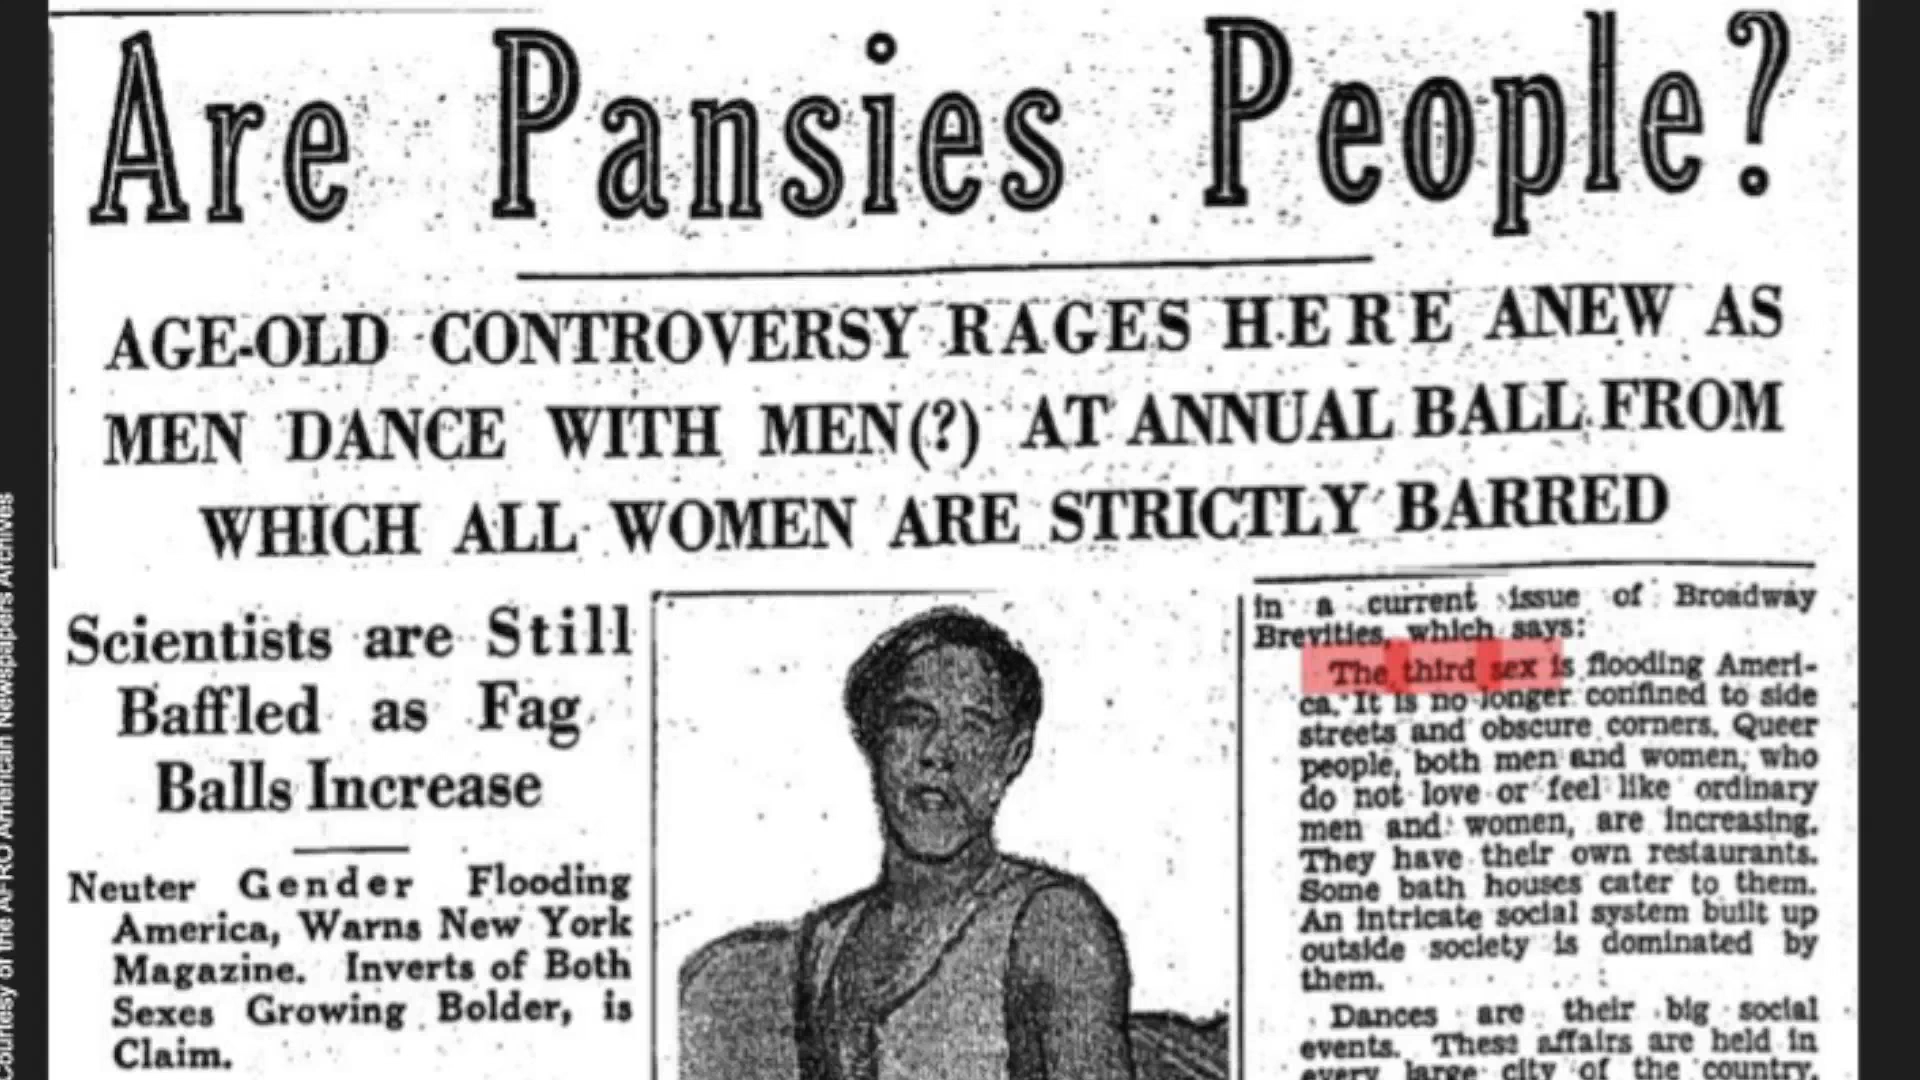 Are Pansies People?
AGE-OLD CONTROVERSY RAGES HERE ANEW AS
MEN DANCE WITH MEN(?) AT ANNUAL BALL FROM
WHICH ALL WOMEN ARE STRICTLY BARRED
Scientists are Still
Baffled as Fag
Balls Increase
Neuter Gender Flooding
America, Warns New York
Magazine. Inverts of Both
Sexes Growing Bolder, is
Claim.
in a current issue of Broadway
Brevities, which says:
The third sex is flooding Ameri-
ca. It is no longer confined to side
streets and obscure corners. Queer
people, both men and women, who
do not love or feel like ordinary
men and women, are increasing.
They have their own restaurants.
Some bath houses cater to them.
An intricate social system built up
outside society is dominated by
them.
Dances are their big social
events. These affairs are held in
every large city of the country.
Courtesy of the AFRO American Newspapers Archives